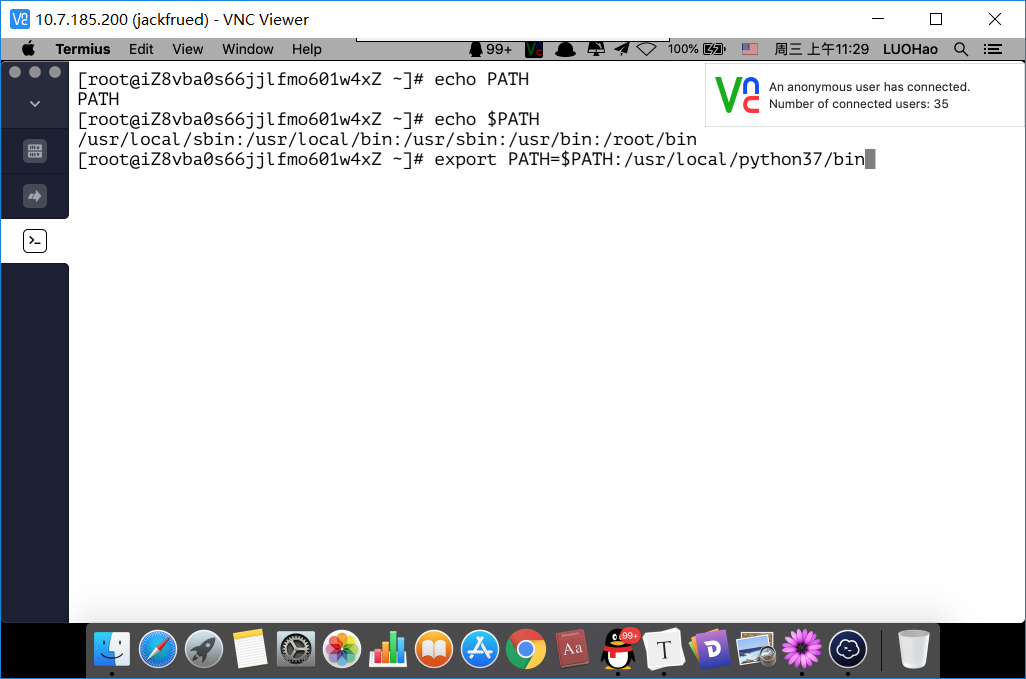 10.7.185.200 (jackfrued) - VNC Viewer
Termius Edit View Window Help 99+ 100% 周三 上午11:29 LUOHao
[root@iZ8vba0s66jjlfmo601w4xZ ~]# echo PATH
PATH
[root@iZ8vba0s66jjlfmo601w4xZ ~]# echo $PATH
/usr/local/sbin:/usr/local/bin:/usr/sbin:/usr/bin:/root/bin
[root@iZ8vba0s66jjlfmo601w4xZ ~]# export PATH=$PATH:/usr/local/python37/bin
An anonymous user has connected.
Number of connected users: 35
Aa
99+
T
D